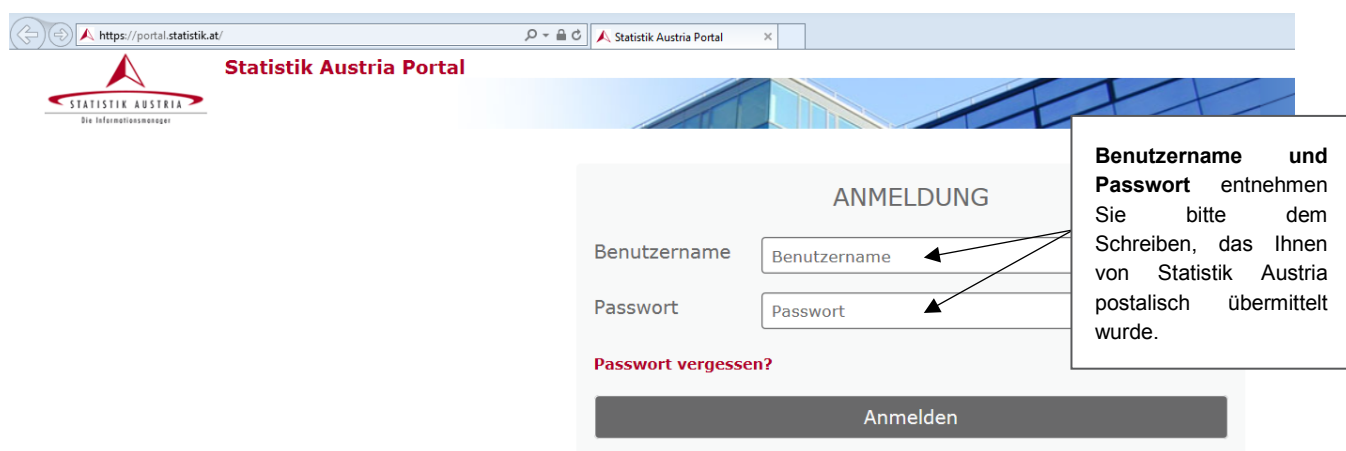 https://portal.statistik.at/
Statistik Austria Portal
Statistik Austria Portal
STATISTIK AUSTRIA
Die Informationsmanager
ANMELDUNG
Benutzername
Benutzername
Passwort
Passwort
Passwort vergessen?
Anmelden
Benutzername und
Passwort entnehmen
Sie bitte dem
Schreiben, das Ihnen
von Statistik Austria
postalisch übermittelt
wurde.